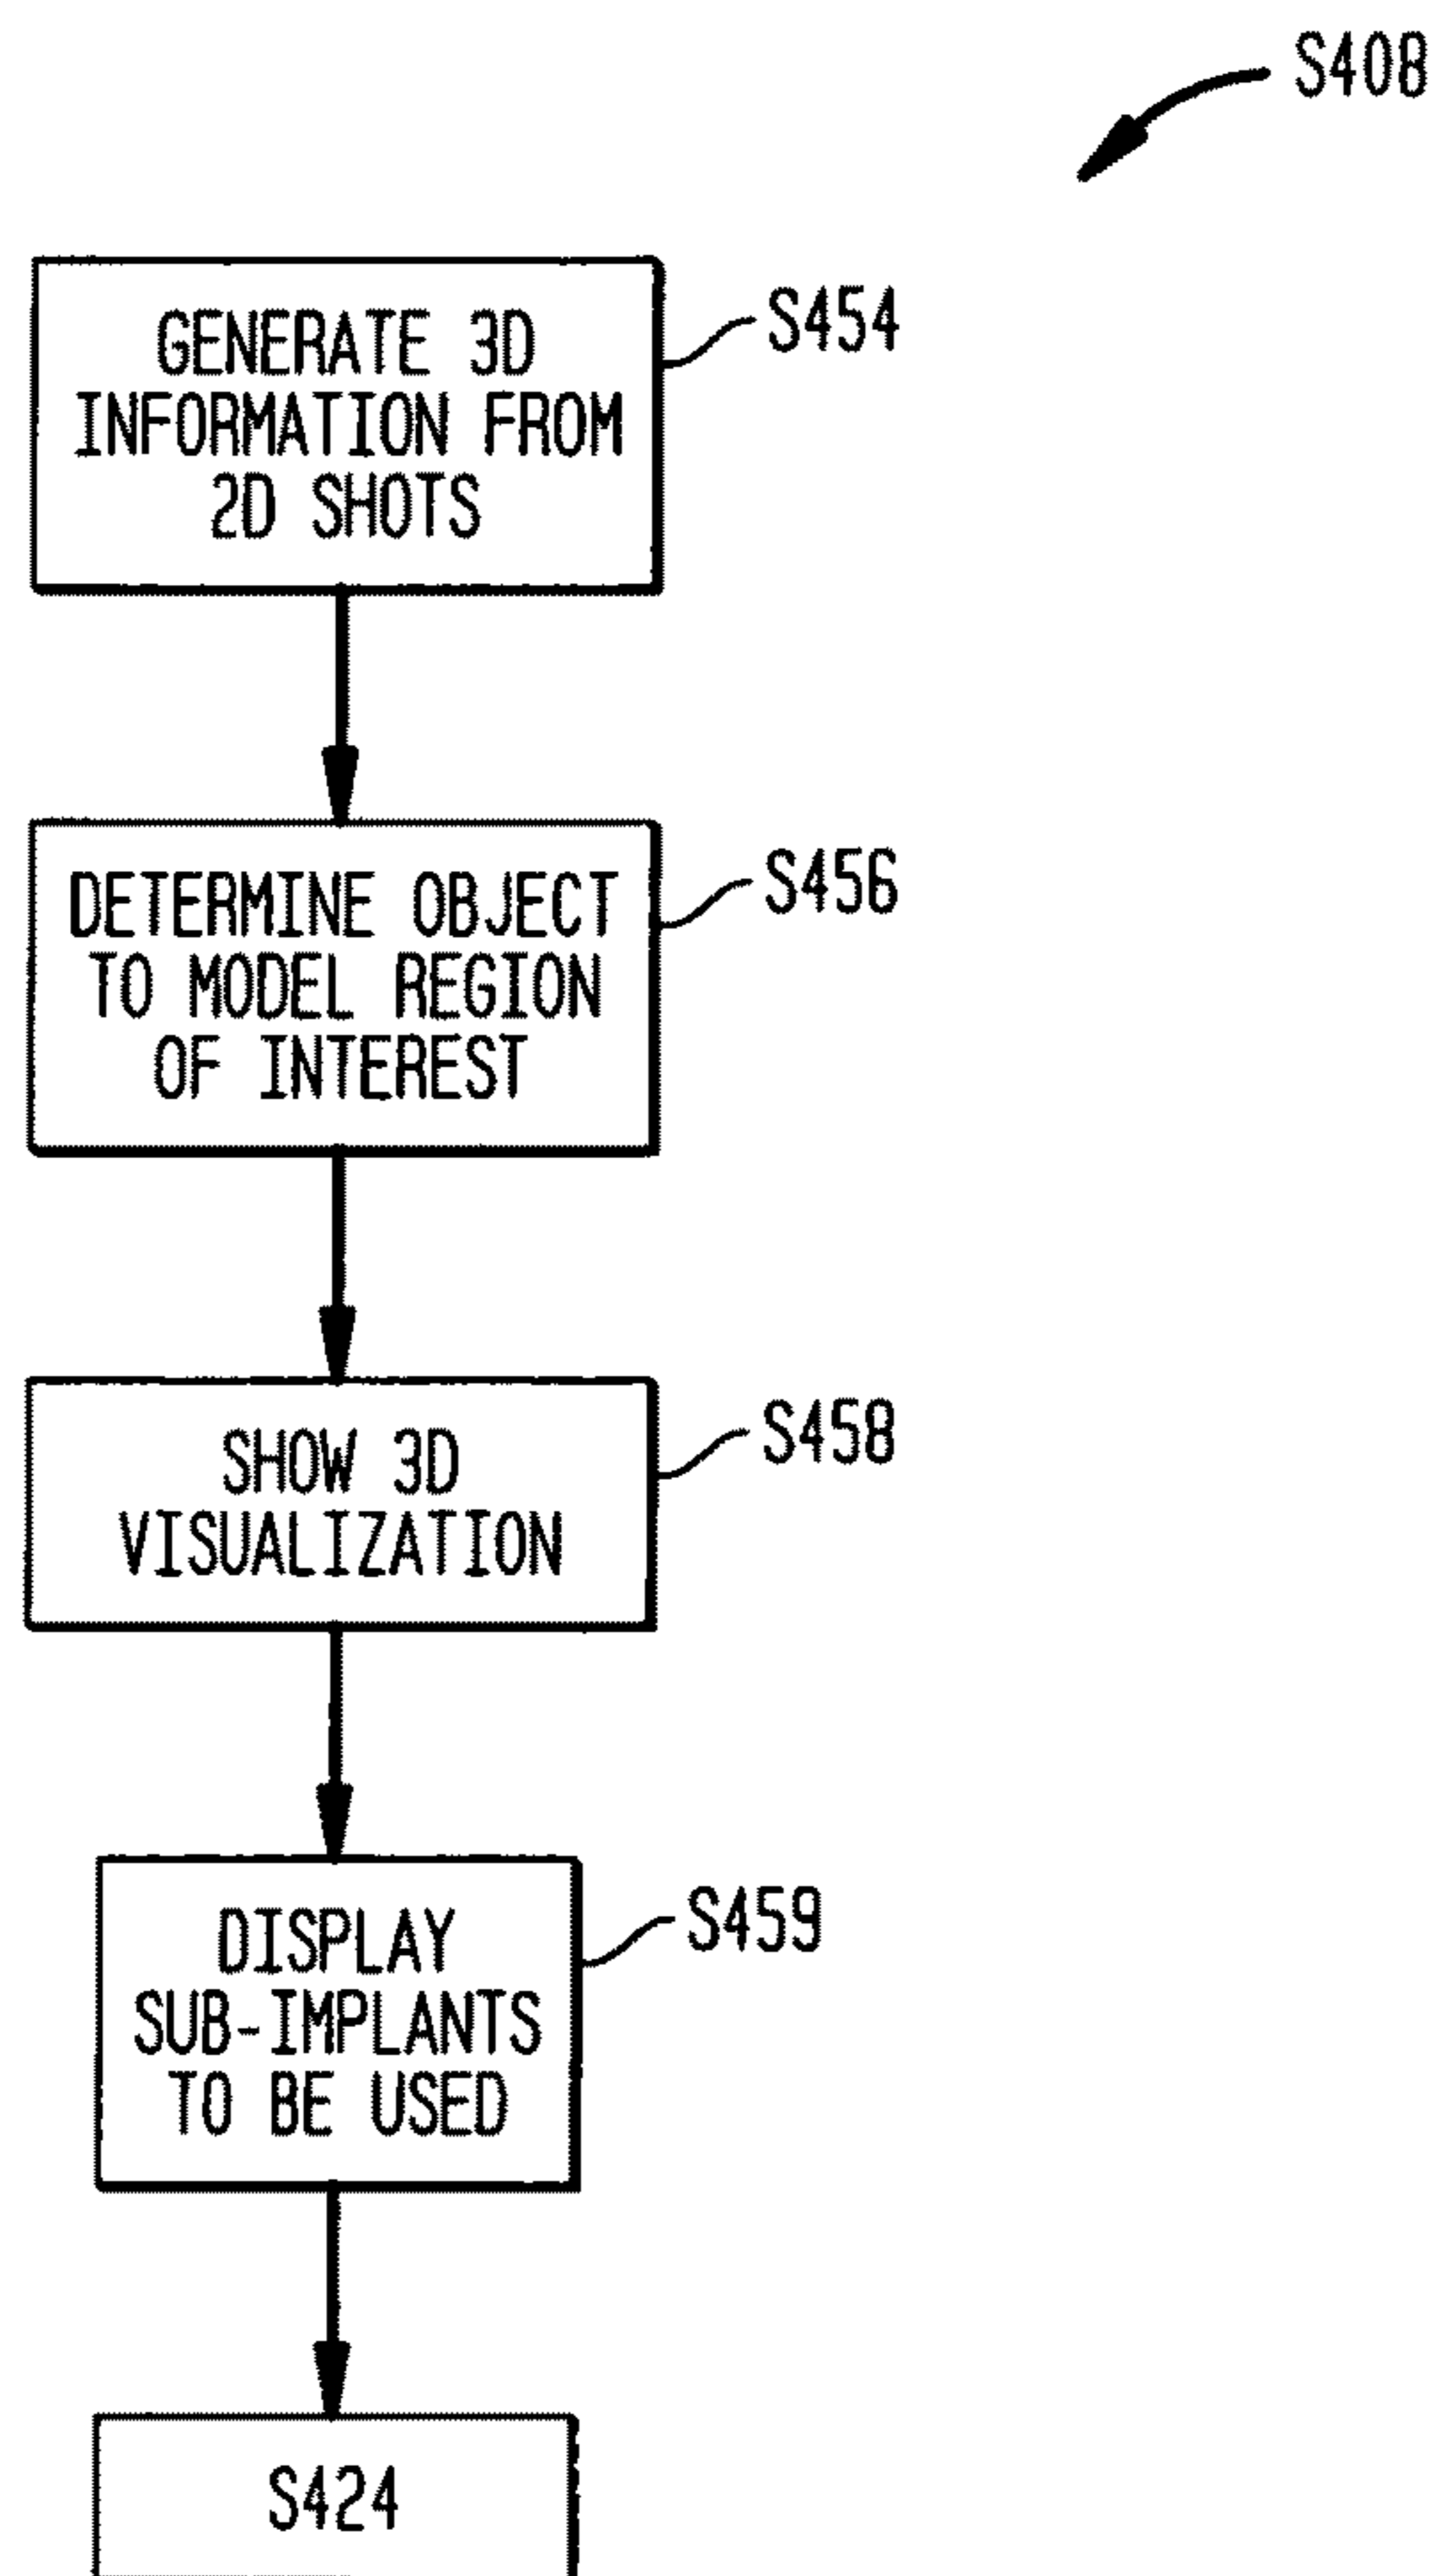 S408
GENERATE 3D
INFORMATION FROM
2D SHOTS
S454
DETERMINE OBJECT
TO MODEL REGION
OF INTEREST
S456
SHOW 3D
VISUALIZATION
S458
DISPLAY
SUB-IMPLANTS
TO BE USED
S459
S424